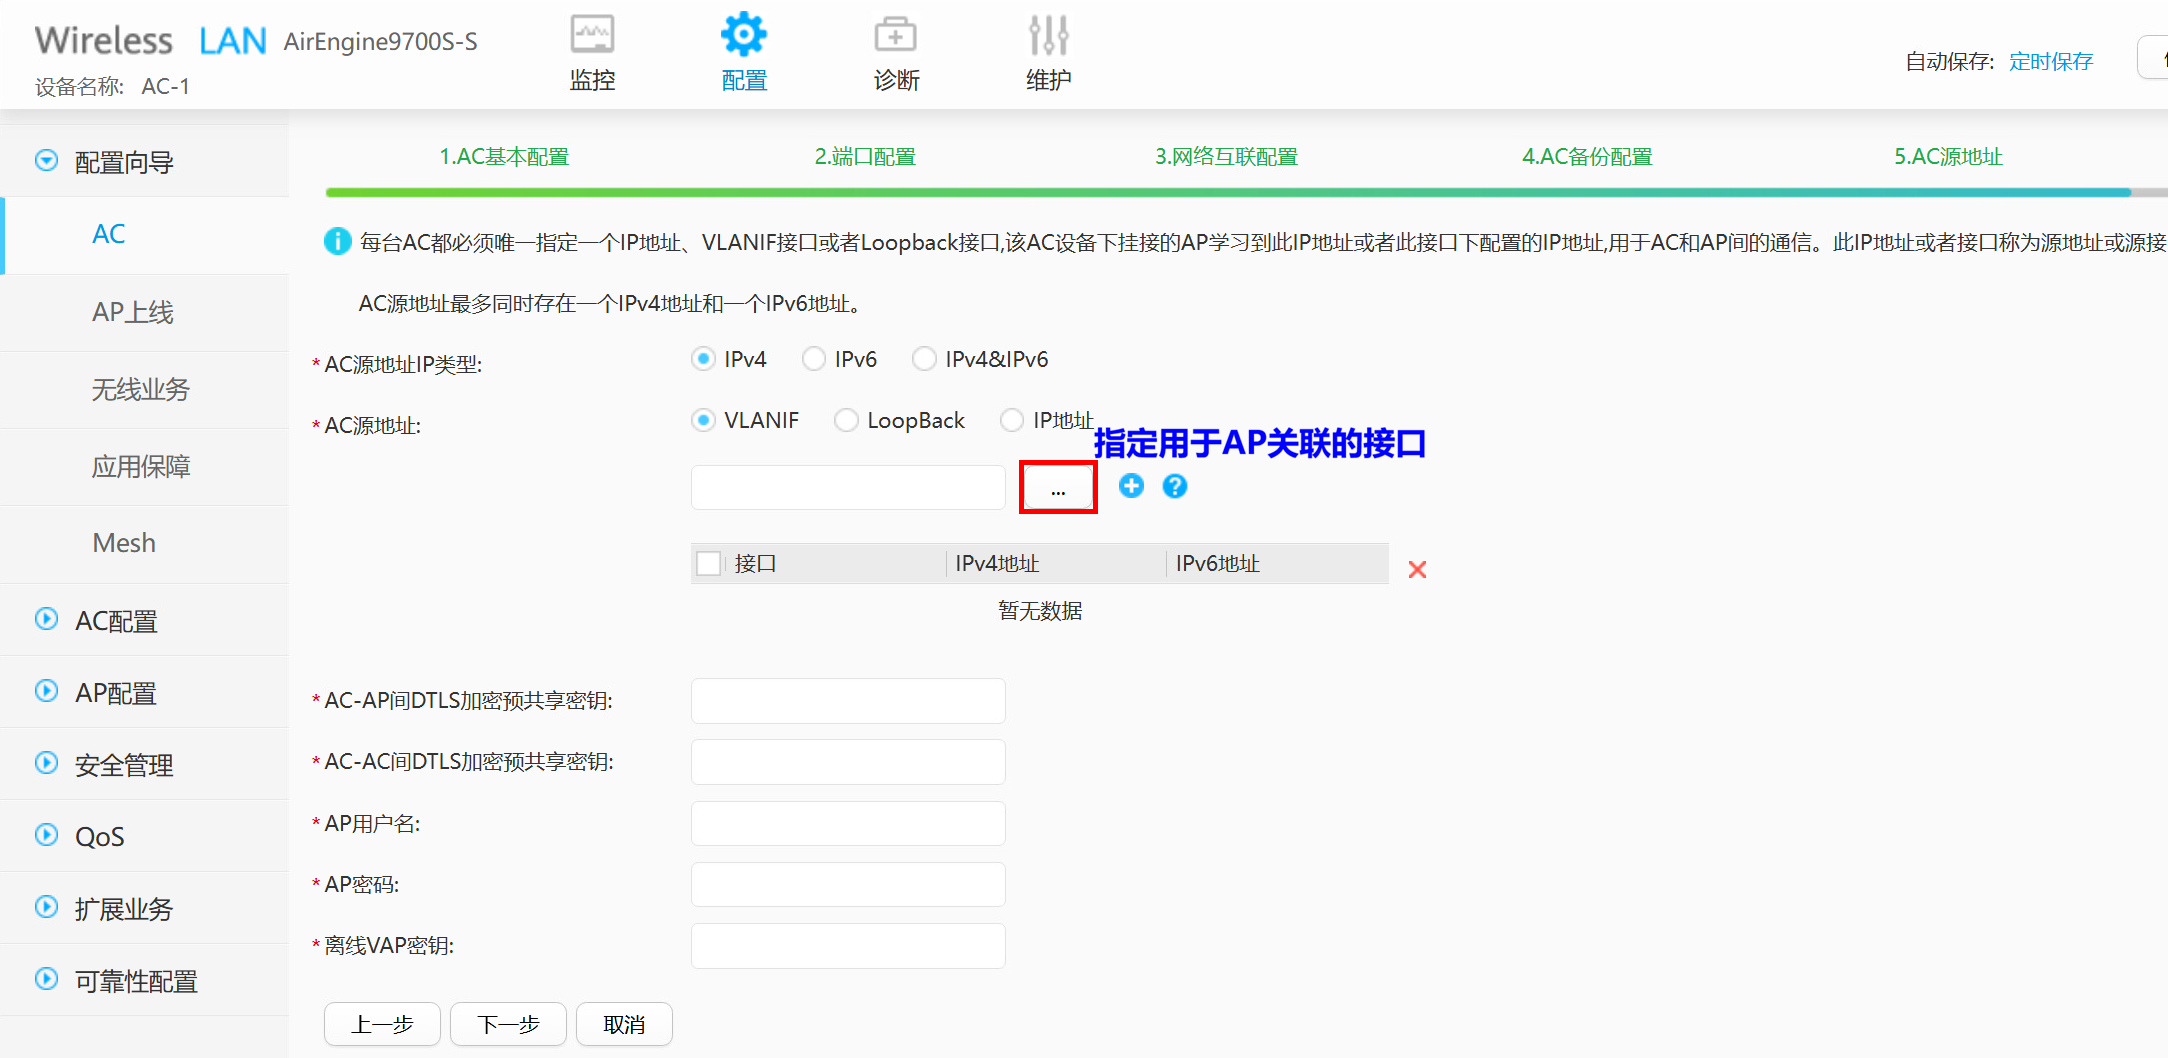 Wireless LAN AirEngine9700S-S
设备名称: AC-1
监控
配置
诊断
维护
自动保存: 定时保存
配置向导
AC
AP上线
无线业务
应用保障
Mesh
AC配置
AP配置
安全管理
QoS
扩展业务
可靠性配置
1.AC基本配置
2.端口配置
3.网络互联配置
4.AC备份配置
5.AC源地址
每台AC都必须唯一指定一个IP地址、VLANIF接口或者Loopback接口,该AC设备下挂接的AP学习到此IP地址或者此接口下配置的IP地址,用于AC和AP间的通信。此IP地址或者接口称为源地址或源接
AC源地址最多同时存在一个IPv4地址和一个IPv6地址。
*AC源地址IP类型: IPv4 IPv6 IPv4&IPv6
*AC源地址: VLANIF LoopBack IP地址
指定用于AP关联的接口
...
接口 IPv4地址 IPv6地址
暂无数据
*AC-AP间DTLS加密预共享密钥:
*AC-AC间DTLS加密预共享密钥:
*AP用户名:
*AP密码:
*离线VAP密钥:
上一步 下一步 取消